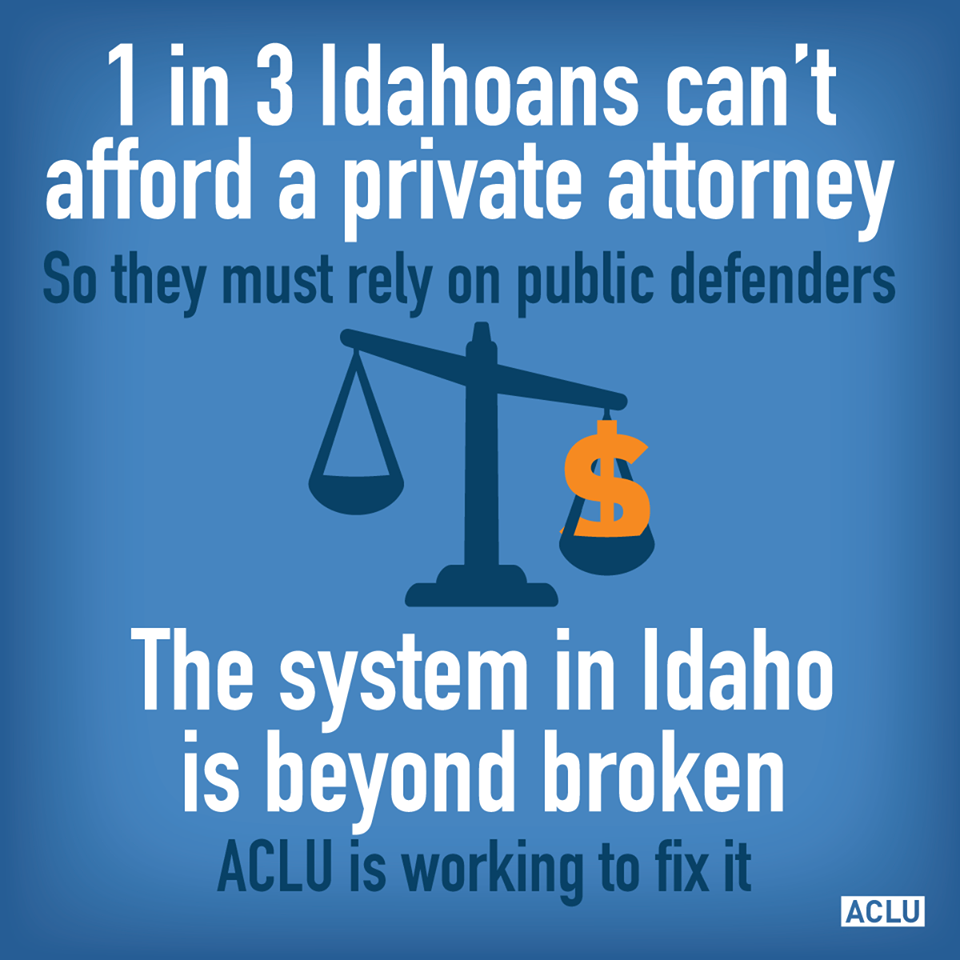 1 in 3 Idahoans can't
afford a private attorney
So they must rely on public defenders
$
The system in Idaho
is beyond broken
ACLU is working to fix it
ACLU